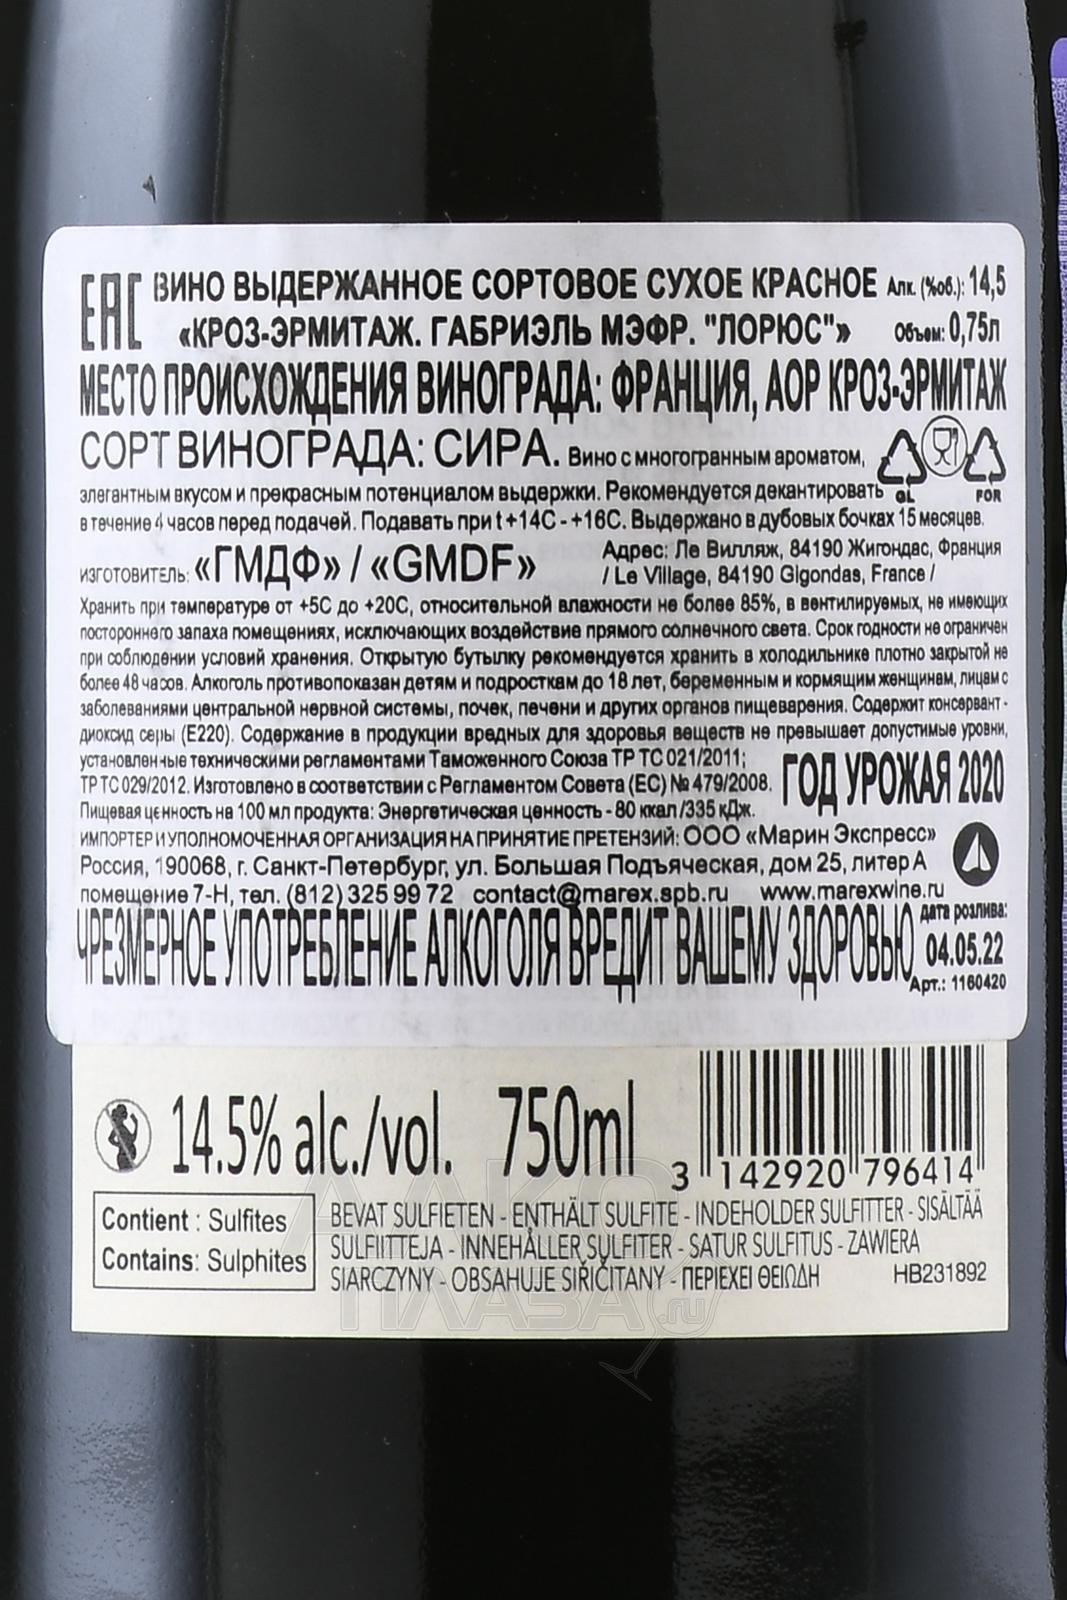 EAC ВИНО ВЫДЕРЖАННОЕ СОРТОВОЕ СУХОЕ КРАСНОЕ Алк. (%об.): 14,5
«КРОЗ-ЭРМИТАЖ. ГАБРИЭЛЬ МЭФР. "ЛОРЮС"» Объем: 0,75л
МЕСТО ПРОИСХОЖДЕНИЯ ВИНОГРАДА: ФРАНЦИЯ, АОР КРОЗ-ЭРМИТАЖ
СОРТ ВИНОГРАДА: СИРА. Вино с многогранным ароматом,
элегантным вкусом и прекрасным потенциалом выдержки. Рекомендуется декантировать GL FOR
в течение 4 часов перед подачей. Подавать при t +14С - +16С. Выдержано в дубовых бочках 15 месяцев.
ИЗГОТОВИТЕЛЬ: «ГМДФ» / «GMDF» Адрес: Ле Вилляж, 84190 Жигондас, Франция
/ Le Village, 84190 Gigondas, France /
Хранить при температуре от +5С до +20С, относительной влажности не более 85%, в вентилируемых, не имеющих
постороннего запаха помещениях, исключающих воздействие прямого солнечного света. Срок годности не ограничен
при соблюдении условий хранения. Открытую бутылку рекомендуется хранить в холодильнике плотно закрытой не
более 48 часов. Алкоголь противопоказан детям и подросткам до 18 лет, беременным и кормящим женщинам, лицам с
заболеваниями центральной нервной системы, почек, печени и других органов пищеварения. Содержит консервант -
диоксид серы (Е220). Содержание в продукции вредных для здоровья веществ не превышает допустимые уровни,
установленные техническими регламентами Таможенного Союза ТР ТС 021/2011;
ТР ТС 029/2012. Изготовлено в соответствии с Регламентом Совета (ЕС) № 479/2008. ГОД УРОЖАЯ 2020
Пищевая ценность на 100 мл продукта: Энергетическая ценность - 80 ккал /335 кДж.
ИМПОРТЕР И УПОЛНОМОЧЕННАЯ ОРГАНИЗАЦИЯ НА ПРИНЯТИЕ ПРЕТЕНЗИЙ: ООО «Марин Экспресс»
Россия, 190068, г. Санкт-Петербург, ул. Большая Подъяческая, дом 25, литер А
помещение 7-Н, тел. (812) 325 99 72 contact@marex.spb.ru www.marexwine.ru
ЧРЕЗМЕРНОЕ УПОТРЕБЛЕНИЕ АЛКОГОЛЯ ВРЕДИТ ВАШЕМУ ЗДОРОВЬЮ дата розлива:
04.05.22
Арт.: 1160420
14.5% alc./vol. 750ml
3 142920 796414
Contient : Sulfites
Contains: Sulphites
BEVAT SULFIETEN - ENTHÄLT SULFITE - INDEHOLDER SULFITTER - SISÄLTÄÄ
SULFIITTEJA - INNEHÅLLER SULFITER - SATUR SULFITUS - ZAWIERA
SIARCZYNY - OBSAHUJE SIŘIČITANY - ΠΕΡΙΕΧΕΙ ΘΕΙΩΔΗ HB231892
АЛКО
ПЛАЗА.ru